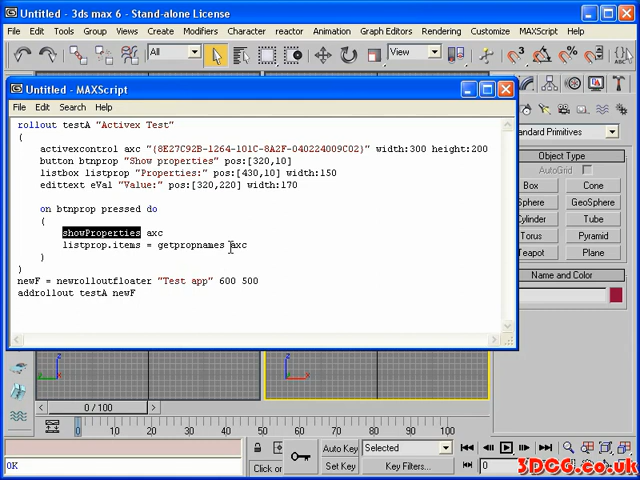 Untitled - 3ds max 6 - Stand-alone License
File Edit Tools Group Views Create Modifiers Character reactor Animation Graph Editors Rendering Customize MAXScript Help
All
View
Untitled - MAXScript
File Edit Search Help
rollout testA "Activex Test"
(
activexcontrol axc "{8E27C92B-1264-101C-8A2F-040224009C02}" width:300 height:200
button btnprop "Show properties" pos:[320,10]
listbox listprop "Properties:" pos:[430,10] width:150
edittext eVal "Value:" pos:[320,220] width:170
on btnprop pressed do
(
showProperties axc
listprop.items = getpropnames axc
)
)
newF = newrolloutfloater "Test app" 600 500
addrollout testA newF
Standard Primitives
Object Type
AutoGrid
Box Cone
Sphere GeoSphere
Cylinder Tube
Torus Pyramid
Teapot Plane
Name and Color
z z
y x
0 / 100
0 10 20 30 40 50 60 70 80 90 100
OK
Click or
Auto Key Selected
Set Key Key Filters...
0
3DCG.co.uk